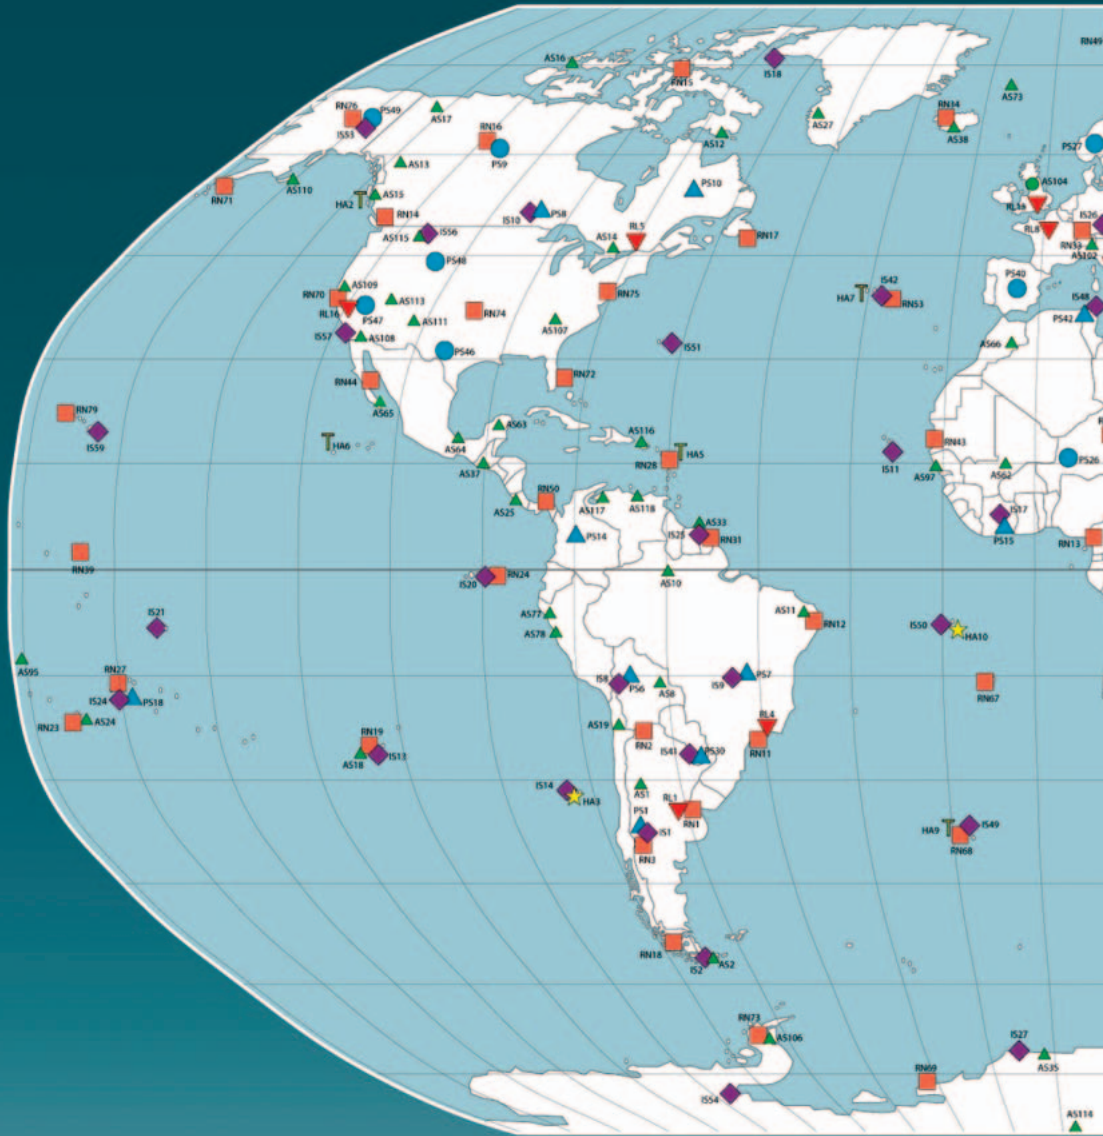 RN49
AS16
IS18
RN15
AS73
RN76
PS49
AS17
IS53
AS27
RN34
AS38
RN16
PS9
AS12
PS27
AS13
RN71
AS110
AS15
HA2
PS10
AS104
RN14
IS10
PS8
RL5
RL8
IS26
AS115
IS56
AS14
RN17
RN33
AS102
PS48
PS40
AS109
RN70
AS113
RN75
IS42
HA7
RN53
IS48
RL16
PS47
RN74
PS42
AS111
AS107
IS57
AS108
IS51
AS66
PS46
RN44
RN72
AS65
RN79
IS59
AS63
HA6
AS64
AS116
HA5
RN28
RN43
IS11
PS26
AS37
AS97
AS62
RN50
AS25
AS117
AS118
IS17
AS33
PS14
IS25
RN31
PS15
RN13
RN39
IS20
RN24
AS10
IS21
AS77
AS11
RN12
IS50
HA10
AS78
AS95
RN27
IS8
PS6
AS8
IS9
PS7
RN67
IS24
PS18
RN23
AS24
AS19
RN2
RL4
RN19
RN11
AS18
IS13
IS41
PS30
IS14
HA3
AS1
RL1
PS1
RN1
IS1
HA9
IS49
RN3
RN68
RN18
IS2
AS2
RN73
AS106
IS27
RN69
AS35
IS54
AS114